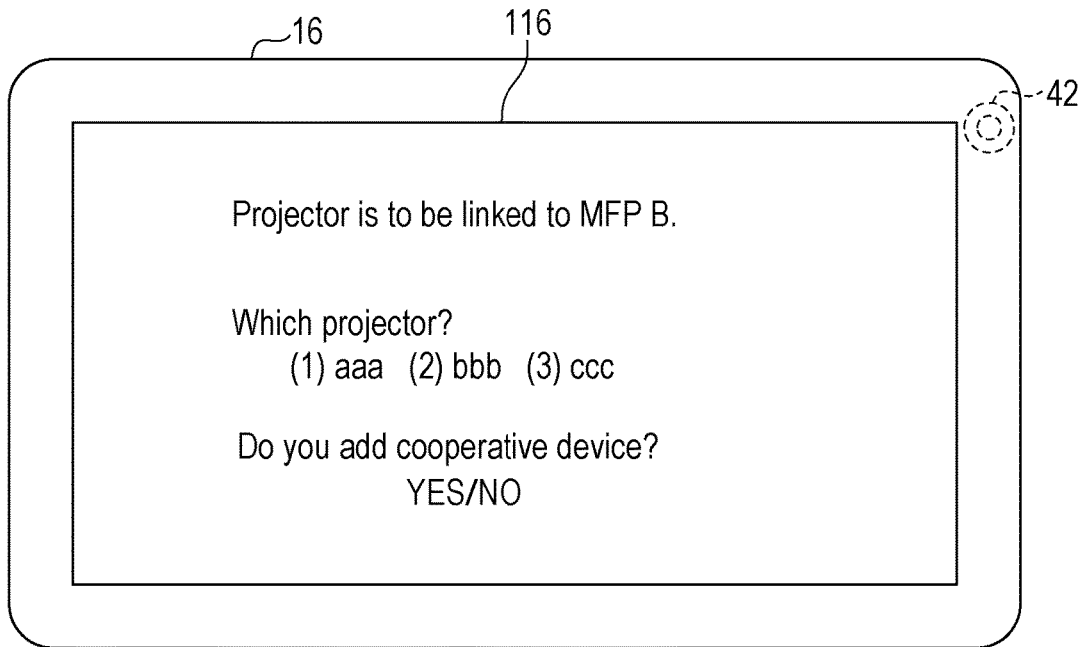 16
116
42
Projector is to be linked to MFP B.
Which projector?
(1) aaa (2) bbb (3) ccc
Do you add cooperative device?
YES/NO